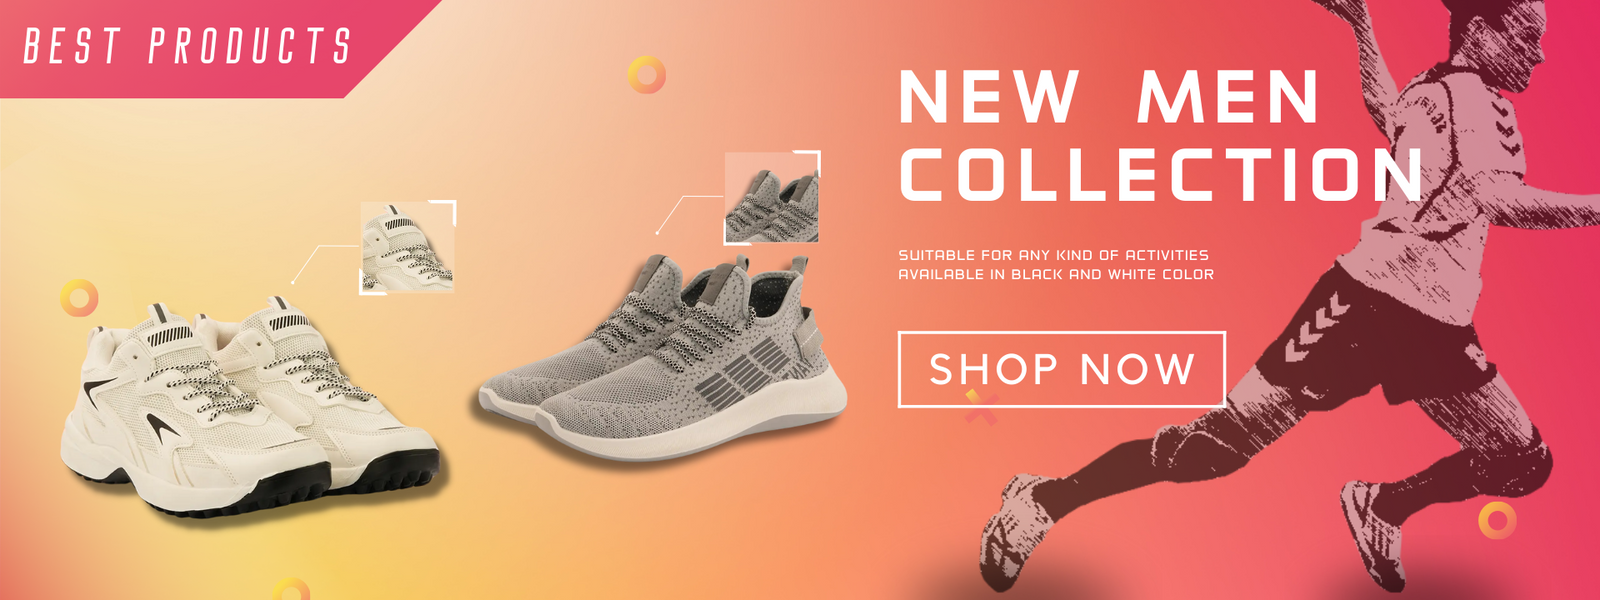 BEST PRODUCTS
NEW MEN
COLLECTION
SUITABLE FOR ANY KIND OF ACTIVITIES
AVAILABLE IN BLACK AND WHITE COLOR
SHOP NOW